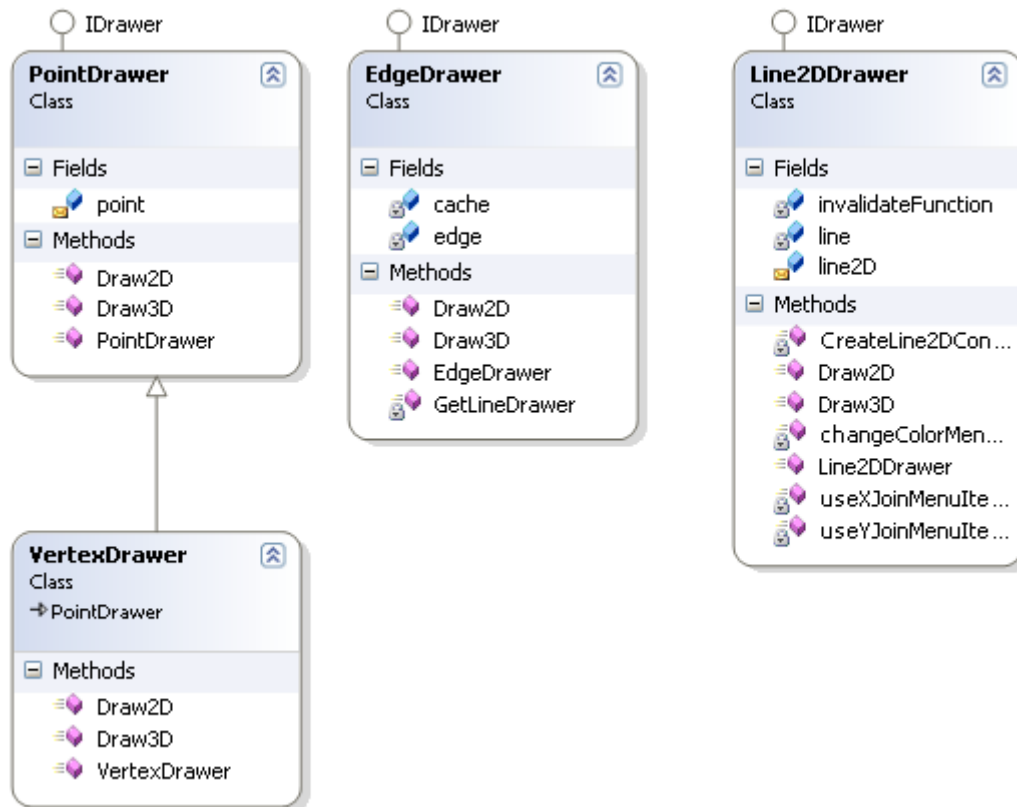 IDrawer
PointDrawer
Class
Fields
point
Methods
Draw2D
Draw3D
PointDrawer
IDrawer
EdgeDrawer
Class
Fields
cache
edge
Methods
Draw2D
Draw3D
EdgeDrawer
GetLineDrawer
IDrawer
Line2DDrawer
Class
Fields
invalidateFunction
line
line2D
Methods
CreateLine2DCon...
Draw2D
Draw3D
changeColorMen...
Line2DDrawer
useXJoinMenuIte...
useYJoinMenuIte...
VertexDrawer
Class
PointDrawer
Methods
Draw2D
Draw3D
VertexDrawer